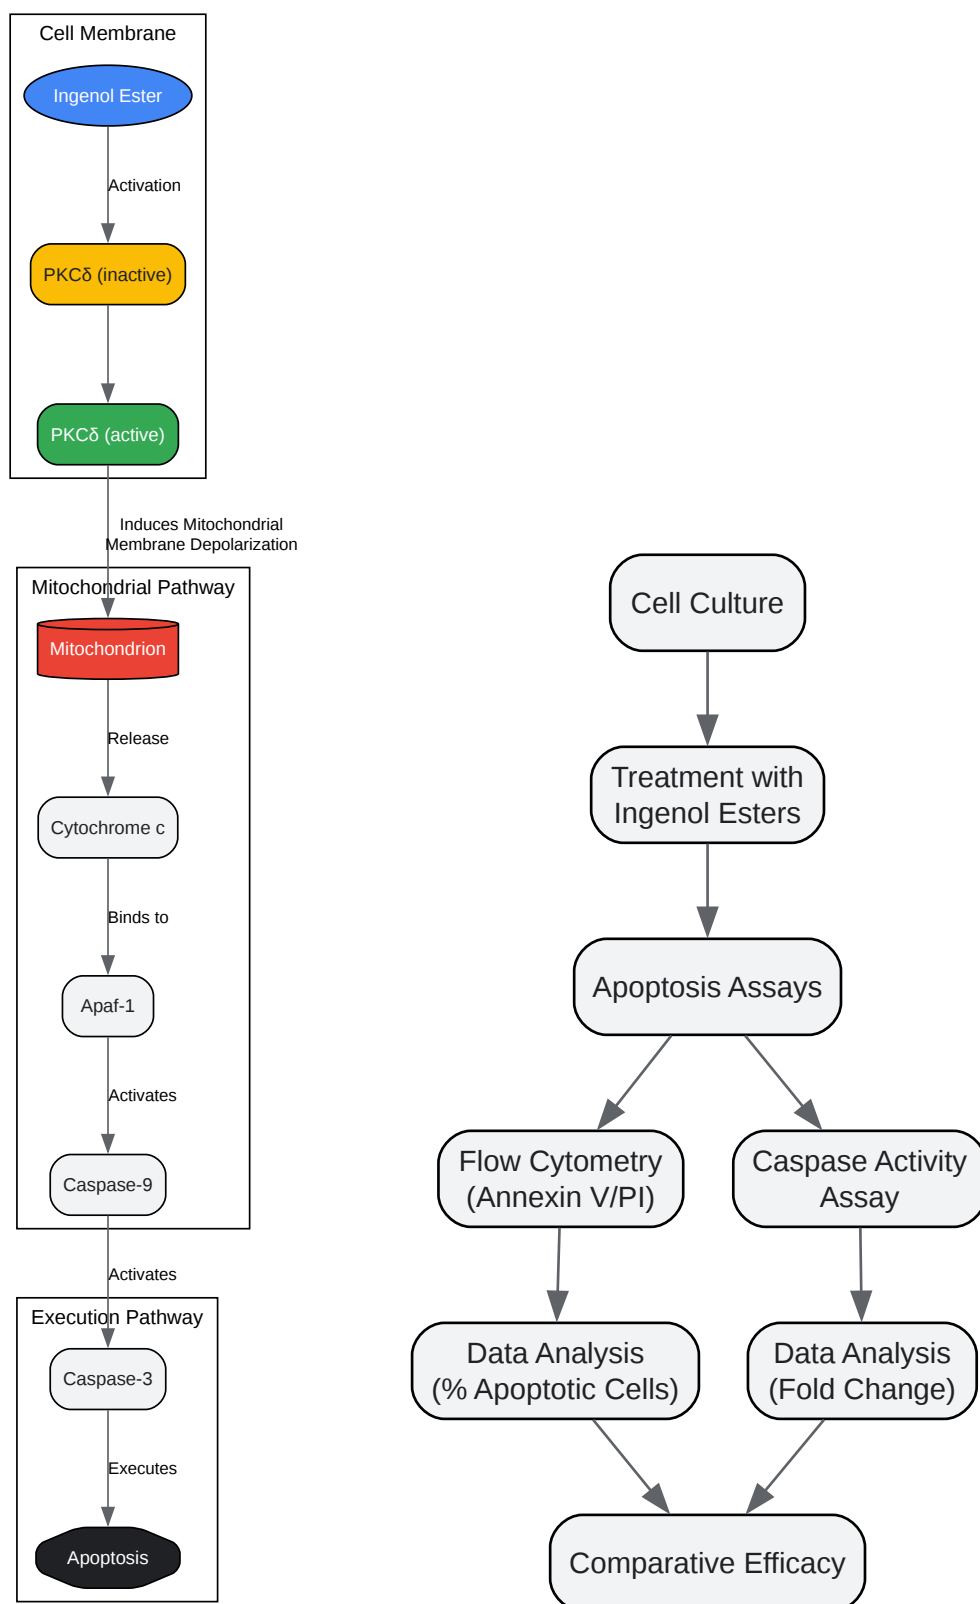 Cell Membrane
Ingenol Ester
Activation
PKCδ (inactive)
PKCδ (active)
Induces Mitochondrial
Membrane Depolarization
Mitochondrial Pathway
Mitochondrion
Release
Cytochrome c
Binds to
Apaf-1
Activates
Caspase-9
Activates
Execution Pathway
Caspase-3
Executes
Apoptosis
Cell Culture
Treatment with
Ingenol Esters
Apoptosis Assays
Flow Cytometry
(Annexin V/PI)
Caspase Activity
Assay
Data Analysis
(% Apoptotic Cells)
Data Analysis
(Fold Change)
Comparative Efficacy